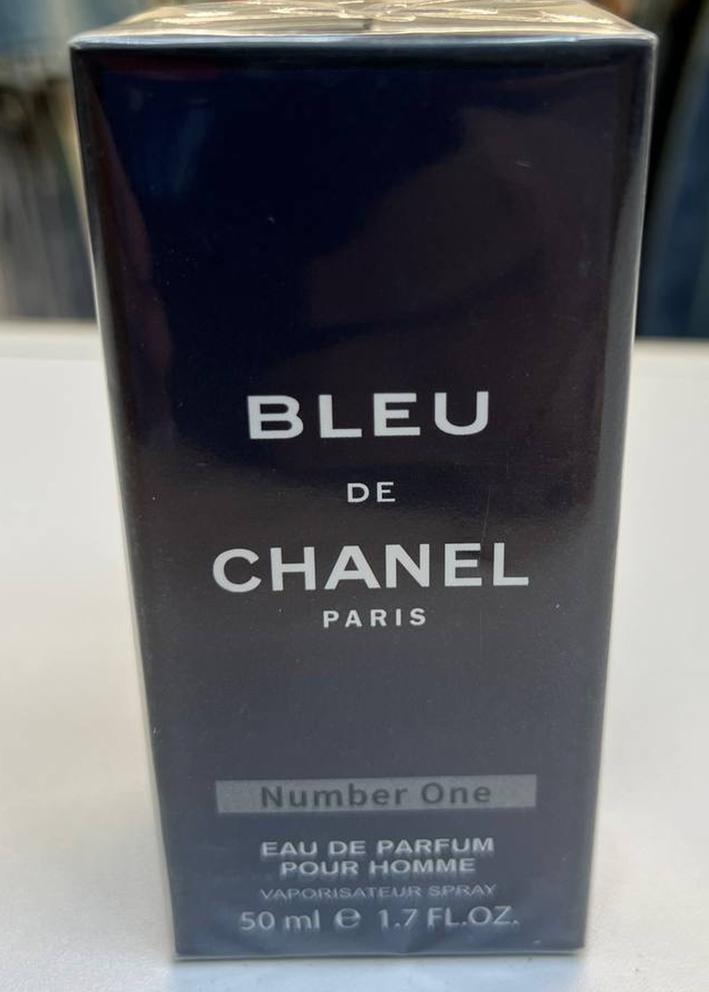 BLEU
DE
CHANEL
PARIS
Number One
EAU DE PARFUM
POUR HOMME
VAPORISATEUR SPRAY
50 ml ℮ 1.7 FL.OZ.